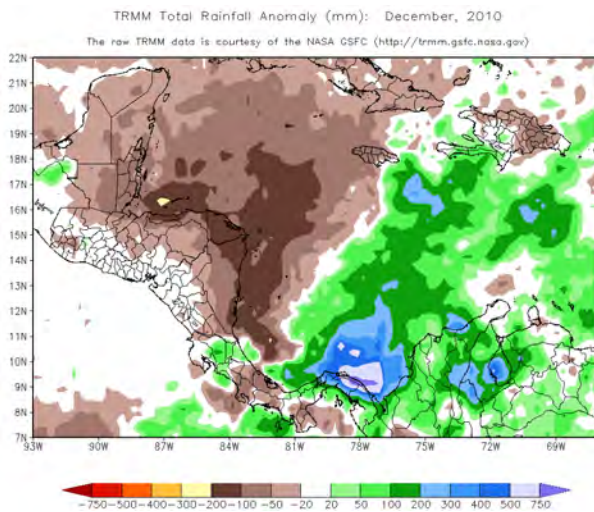 TRMM Total Rainfall Anomaly (mm): December, 2010
The raw TRMM data is courtesy of the NASA GSFC (http://trmm.gsfc.nasa.gov)
22N
21N
20N
19N
18N
17N
16N
15N
14N
13N
12N
11N
10N
9N
8N
7N
93W 90W 87W 84W 81W 78W 75W 72W 69W
-750 -500 -400 -300 -200 -100 -50 -20 20 50 100 200 300 400 500 750